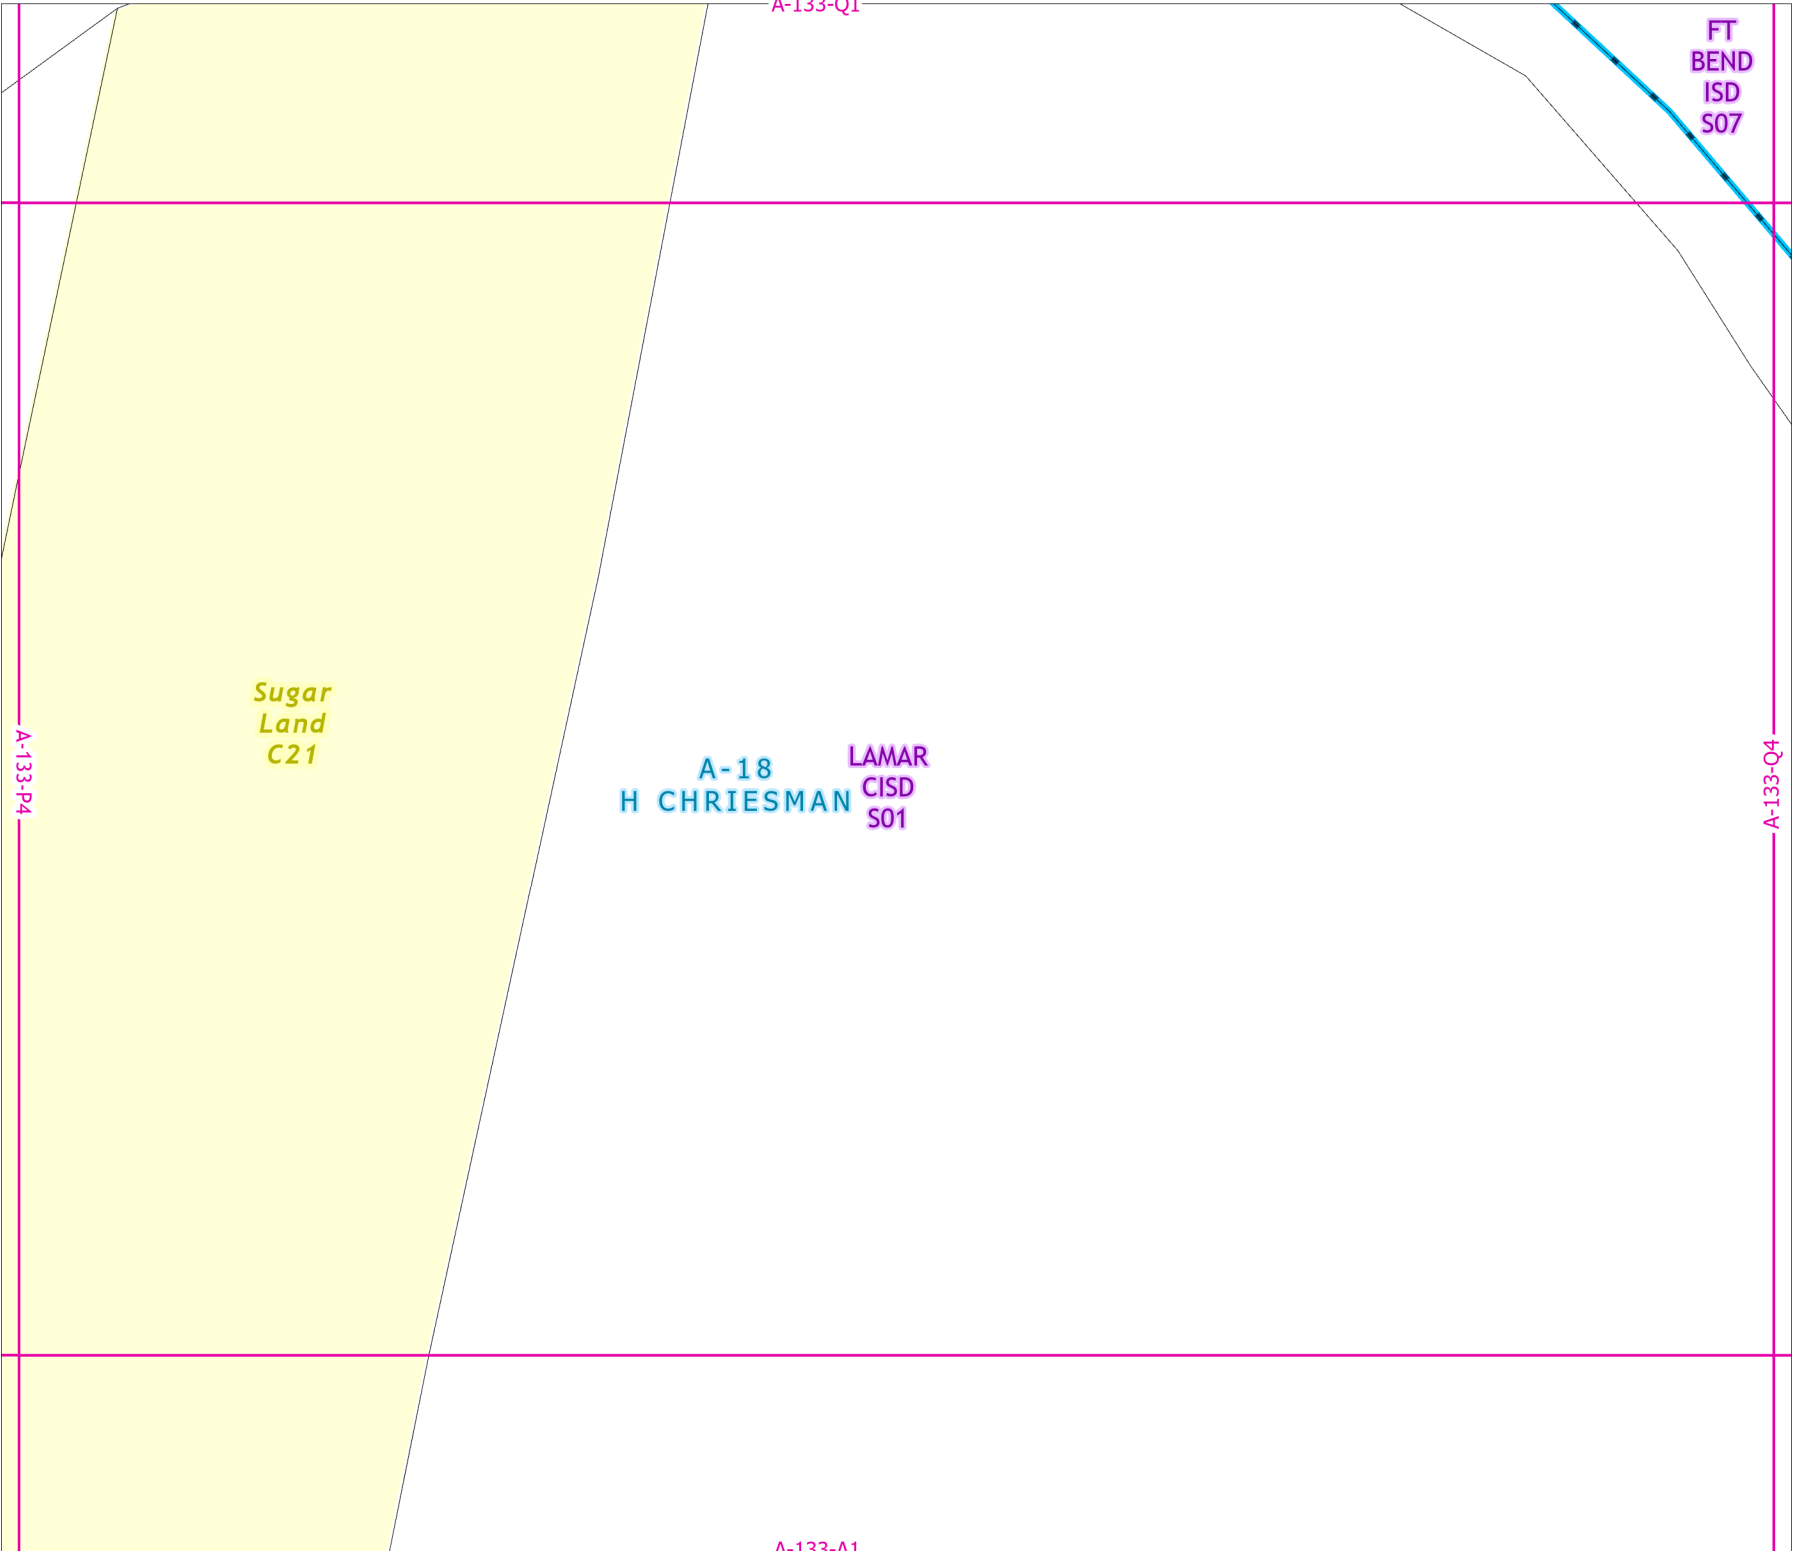 A-133-Q1
FT
BEND
ISD
S07
Sugar
Land
C21
A-133-P4
A-18
H CHRIESMAN
LAMAR
CISD
S01
A-133-Q4
A-133-A1